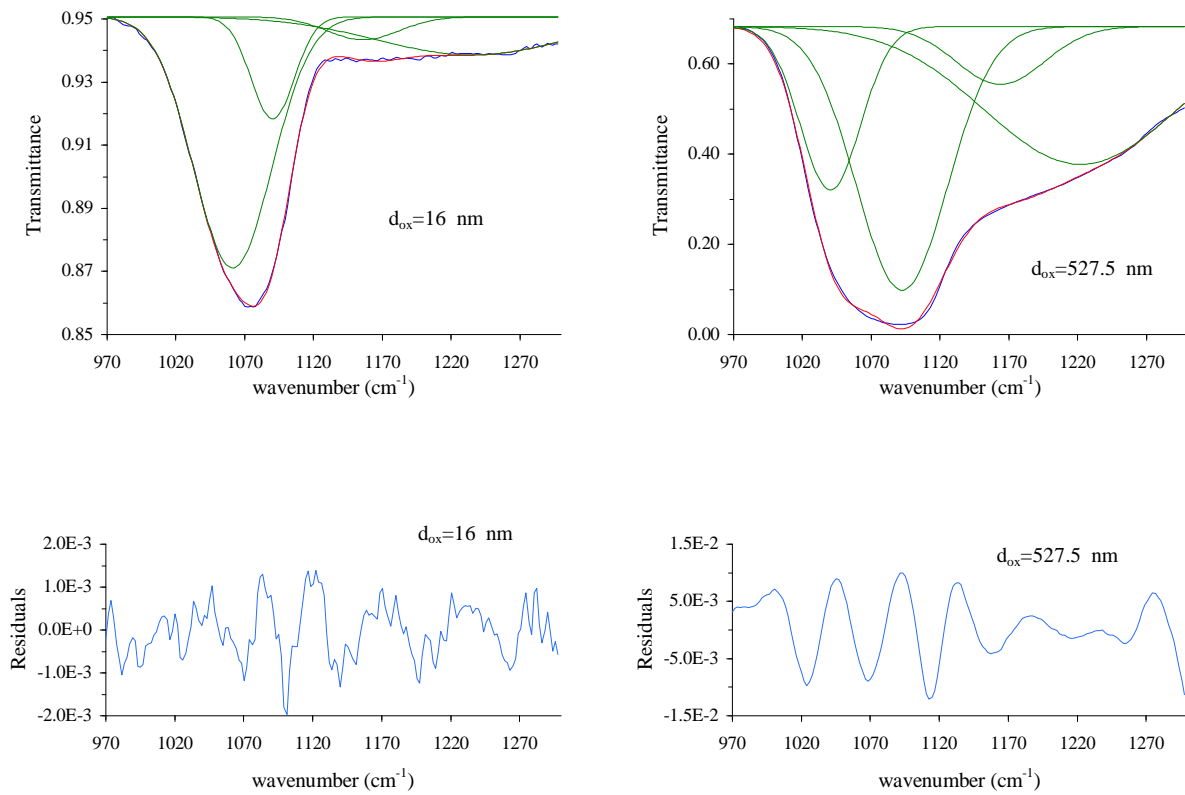 0.95
0.93
0.91
0.89
0.87
0.85
Transmittance
d_ox=16 nm
970 1020 1070 1120 1170 1220 1270
wavenumber (cm⁻¹)
0.60
0.40
0.20
0.00
Transmittance
d_ox=527.5 nm
970 1020 1070 1120 1170 1220 1270
wavenumber (cm⁻¹)
d_ox=16 nm
2.0E-3
1.0E-3
0.0E+0
-1.0E-3
-2.0E-3
Residuals
970 1020 1070 1120 1170 1220 1270
wavenumber (cm⁻¹)
d_ox=527.5 nm
1.5E-2
5.0E-3
-5.0E-3
-1.5E-2
Residuals
970 1020 1070 1120 1170 1220 1270
wavenumber (cm⁻¹)